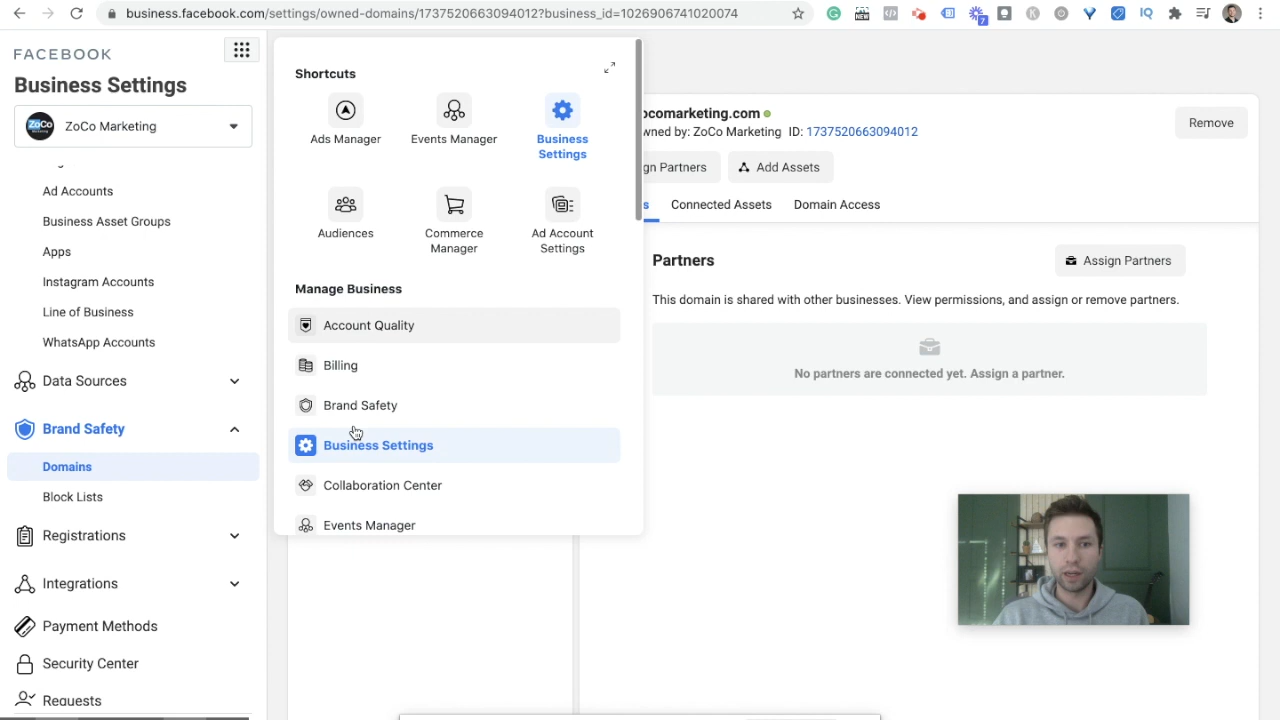 business.facebook.com/settings/owned-domains/1737520663094012?business_id=1026906741020074
NEW
7
K
IQ
FACEBOOK
Business Settings
ZoCo
ZoCo Marketing
Ad Accounts
Business Asset Groups
Apps
Instagram Accounts
Line of Business
WhatsApp Accounts
Data Sources
Brand Safety
Domains
Block Lists
Registrations
Integrations
Payment Methods
Security Center
Requests
Shortcuts
Ads Manager
Events Manager
Business
Settings
Audiences
Commerce
Manager
Ad Account
Settings
Manage Business
Account Quality
Billing
Brand Safety
Business Settings
Collaboration Center
Events Manager
ocomarketing.com
wned by: ZoCo Marketing ID: 1737520663094012
Remove
gn Partners
Add Assets
s
Connected Assets
Domain Access
Partners
Assign Partners
This domain is shared with other businesses. View permissions, and assign or remove partners.
No partners are connected yet. Assign a partner.